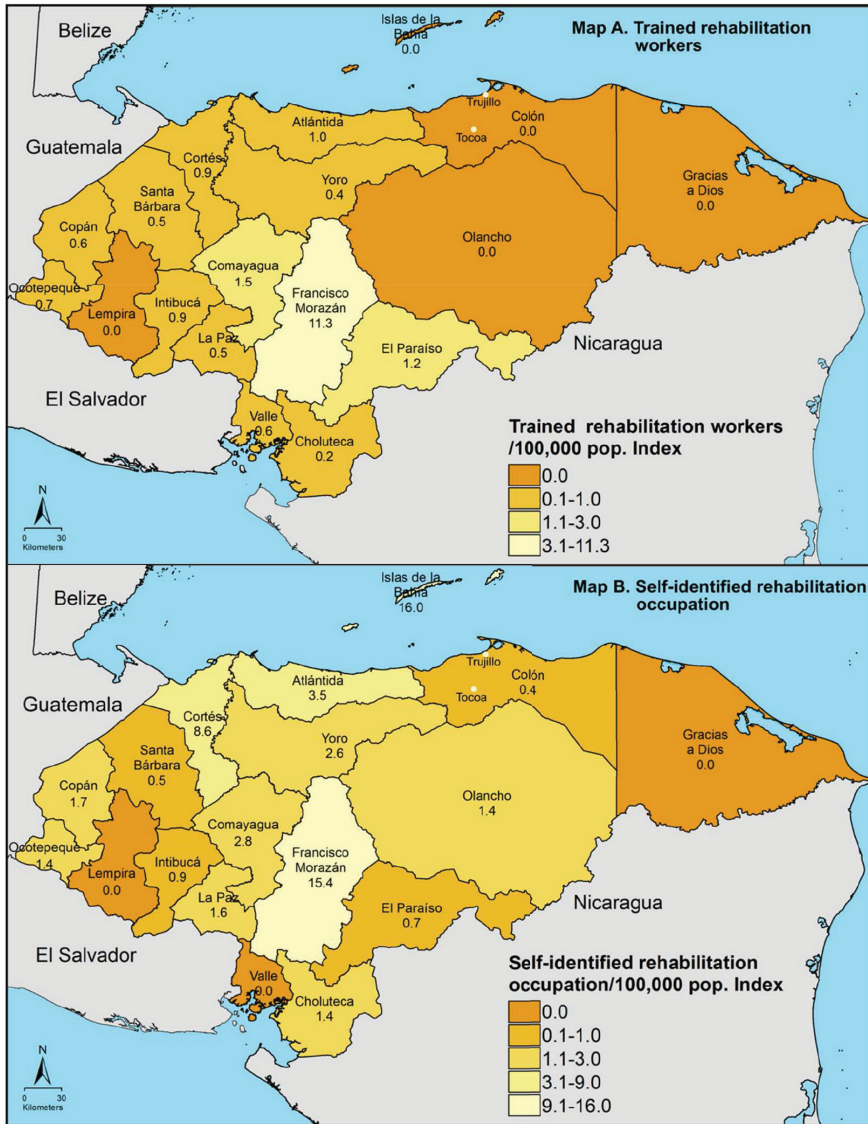 Belize
Islas de la
Bahía
0.0
Map A. Trained rehabilitation
workers
Guatemala
Trujillo
Tocoa
Colón
0.0
Atlántida
1.0
Cortés
0.9
Yoro
0.4
Santa
Bárbara
0.5
Gracias
a Dios
0.0
Copán
0.6
Olancho
0.0
Comayagua
1.5
Ocotepeque
0.7
Lempira
0.0
Intibucá
0.9
Francisco
Morazán
11.3
La Paz
0.5
El Paraíso
1.2
Nicaragua
El Salvador
Valle
0.6
Choluteca
0.2
Trained rehabilitation workers
/100,000 pop. Index
0.0
0.1-1.0
1.1-3.0
3.1-11.3
N
0 30
Kilometers
Belize
Islas de la
Bahía
16.0
Map B. Self-identified rehabilitation
occupation
Guatemala
Trujillo
Tocoa
Colón
0.4
Atlántida
3.5
Cortés
8.6
Yoro
2.6
Santa
Bárbara
0.5
Gracias
a Dios
0.0
Copán
1.7
Olancho
1.4
Comayagua
2.8
Ocotepeque
1.4
Lempira
0.0
Intibucá
0.9
Francisco
Morazán
15.4
La Paz
1.6
El Paraíso
0.7
Nicaragua
El Salvador
Valle
0.0
Choluteca
1.4
Self-identified rehabilitation
occupation/100,000 pop. Index
0.0
0.1-1.0
1.1-3.0
3.1-9.0
9.1-16.0
N
0 30
Kilometers